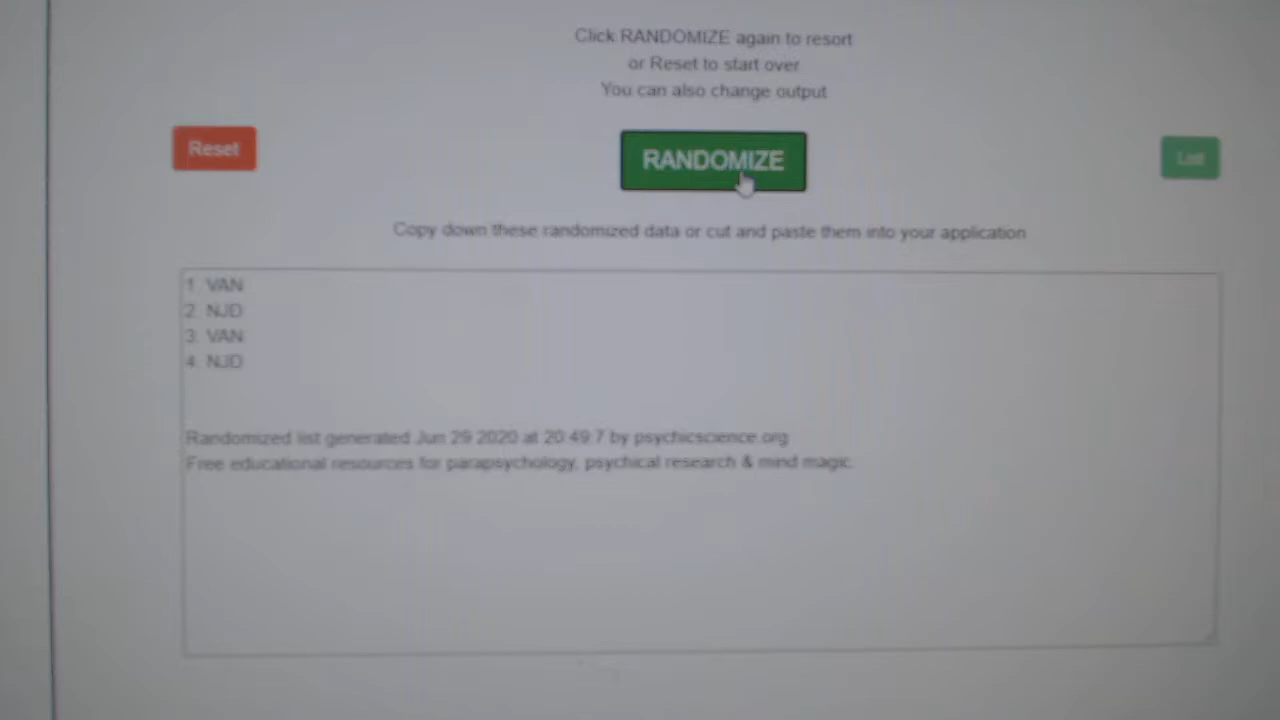 Click RANDOMIZE again to resort
or Reset to start over
You can also change output
Reset
RANDOMIZE
List
Copy down these randomized data or cut and paste them into your application
1. VAN
2. NJD
3. VAN
4. NJD
Randomized list generated Jun 29 2020 at 20:49:7 by psychicscience.org
Free educational resources for parapsychology, psychical research & mind magic.